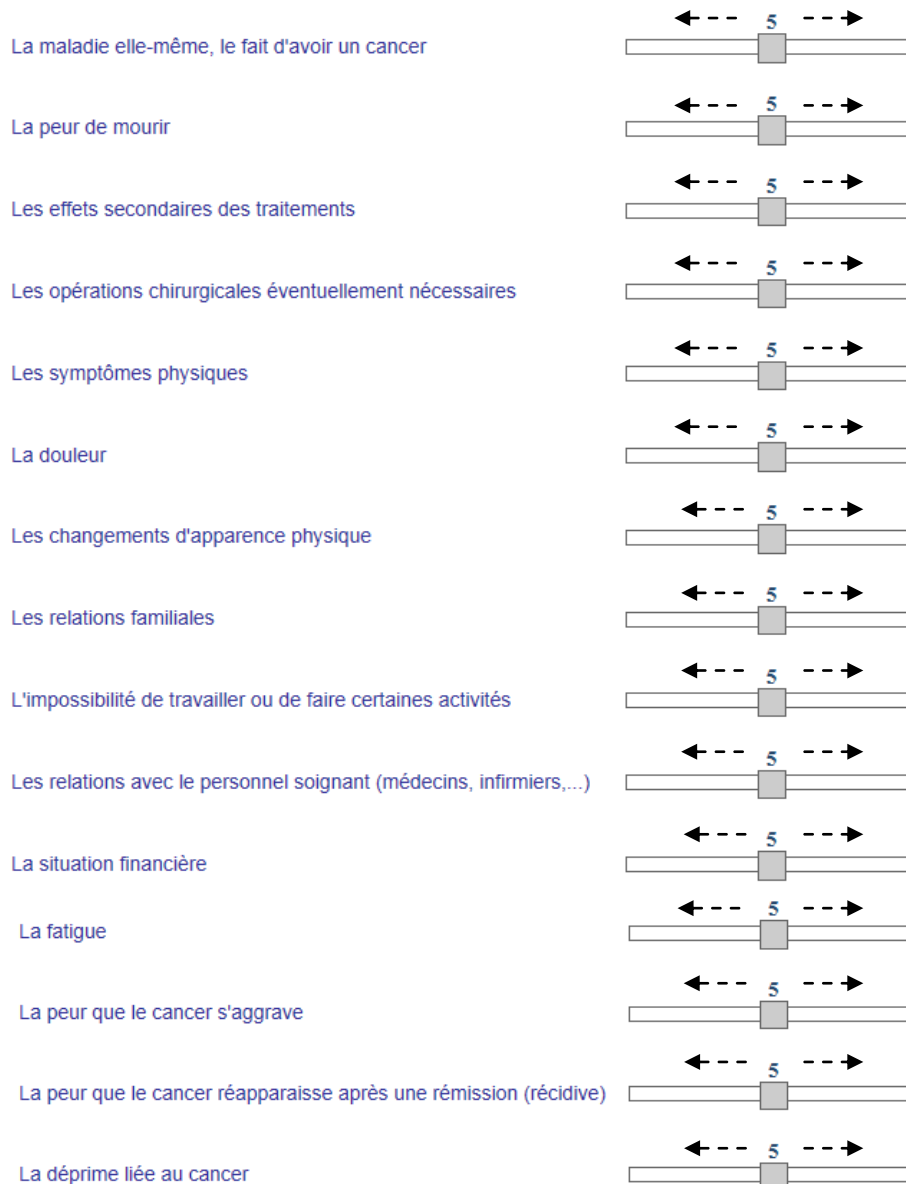 5
La maladie elle-même, le fait d'avoir un cancer
5
La peur de mourir
5
Les effets secondaires des traitements
5
Les opérations chirurgicales éventuellement nécessaires
5
Les symptômes physiques
5
La douleur
5
Les changements d'apparence physique
5
Les relations familiales
5
L'impossibilité de travailler ou de faire certaines activités
5
Les relations avec le personnel soignant (médecins, infirmiers,...)
5
La situation financière
5
La fatigue
5
La peur que le cancer s'aggrave
5
La peur que le cancer réapparaisse après une rémission (récidive)
5
La déprime liée au cancer